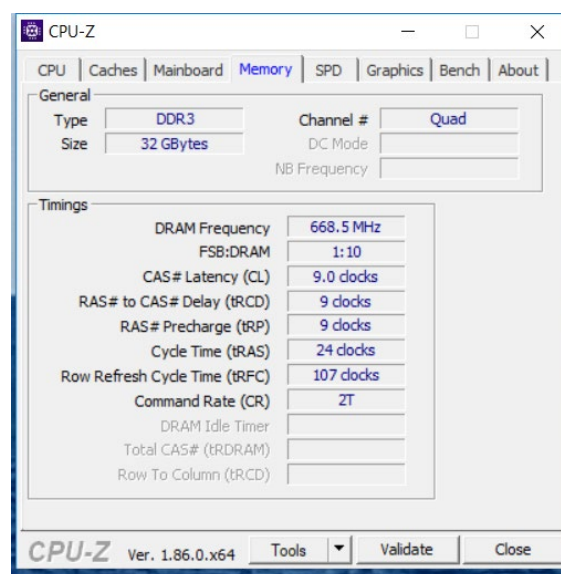 CPU-Z
CPU Caches Mainboard Memory SPD Graphics Bench About
General
Type DDR3 Channel # Quad
Size 32 GBytes DC Mode
NB Frequency
Timings
DRAM Frequency 668.5 MHz
FSB:DRAM 1:10
CAS# Latency (CL) 9.0 clocks
RAS# to CAS# Delay (tRCD) 9 clocks
RAS# Precharge (tRP) 9 clocks
Cycle Time (tRAS) 24 clocks
Row Refresh Cycle Time (tRFC) 107 clocks
Command Rate (CR) 2T
DRAM Idle Timer
Total CAS# (tRDRAM)
Row To Column (tRCD)
CPU-Z Ver. 1.86.0.x64 Tools Validate Close